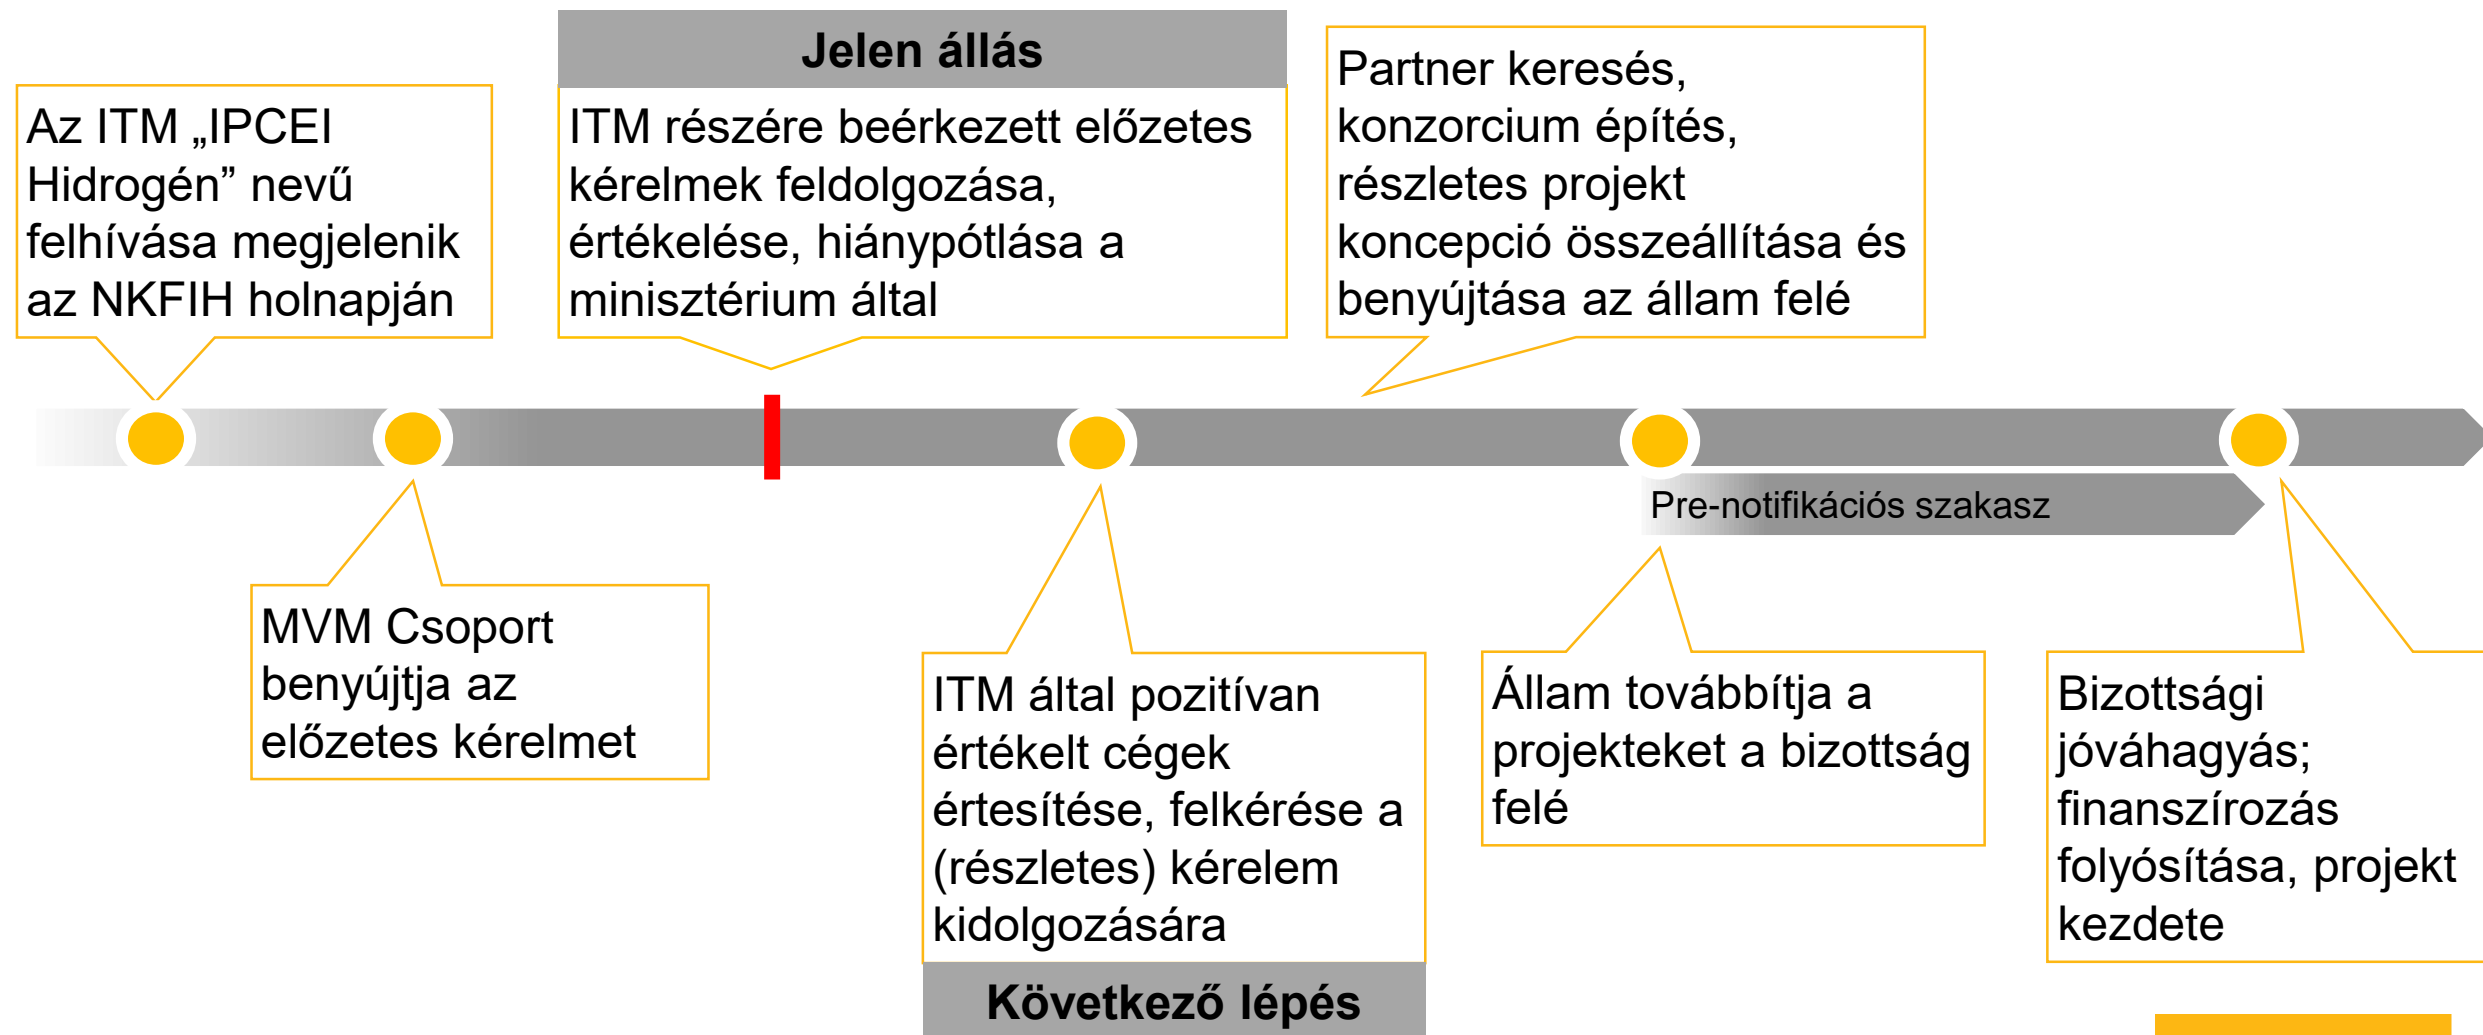 Az ITM „IPCEI
Hidrogén” nevű
felhívása megjelenik
az NKFIH holnapján
Jelen állás
ITM részére beérkezett előzetes
kérelmek feldolgozása,
értékelése, hiánypótlása a
minisztérium által
Partner keresés,
konzorcium építés,
részletes projekt
koncepció összeállítása és
benyújtása az állam felé
Pre-notifikációs szakasz
MVM Csoport
benyújtja az
előzetes kérelmet
ITM által pozitívan
értékelt cégek
értesítése, felkérése a
(részletes) kérelem
kidolgozására
Következő lépés
Állam továbbítja a
projekteket a bizottság
felé
Bizottsági
jóváhagyás;
finanszírozás
folyósítása, projekt
kezdete